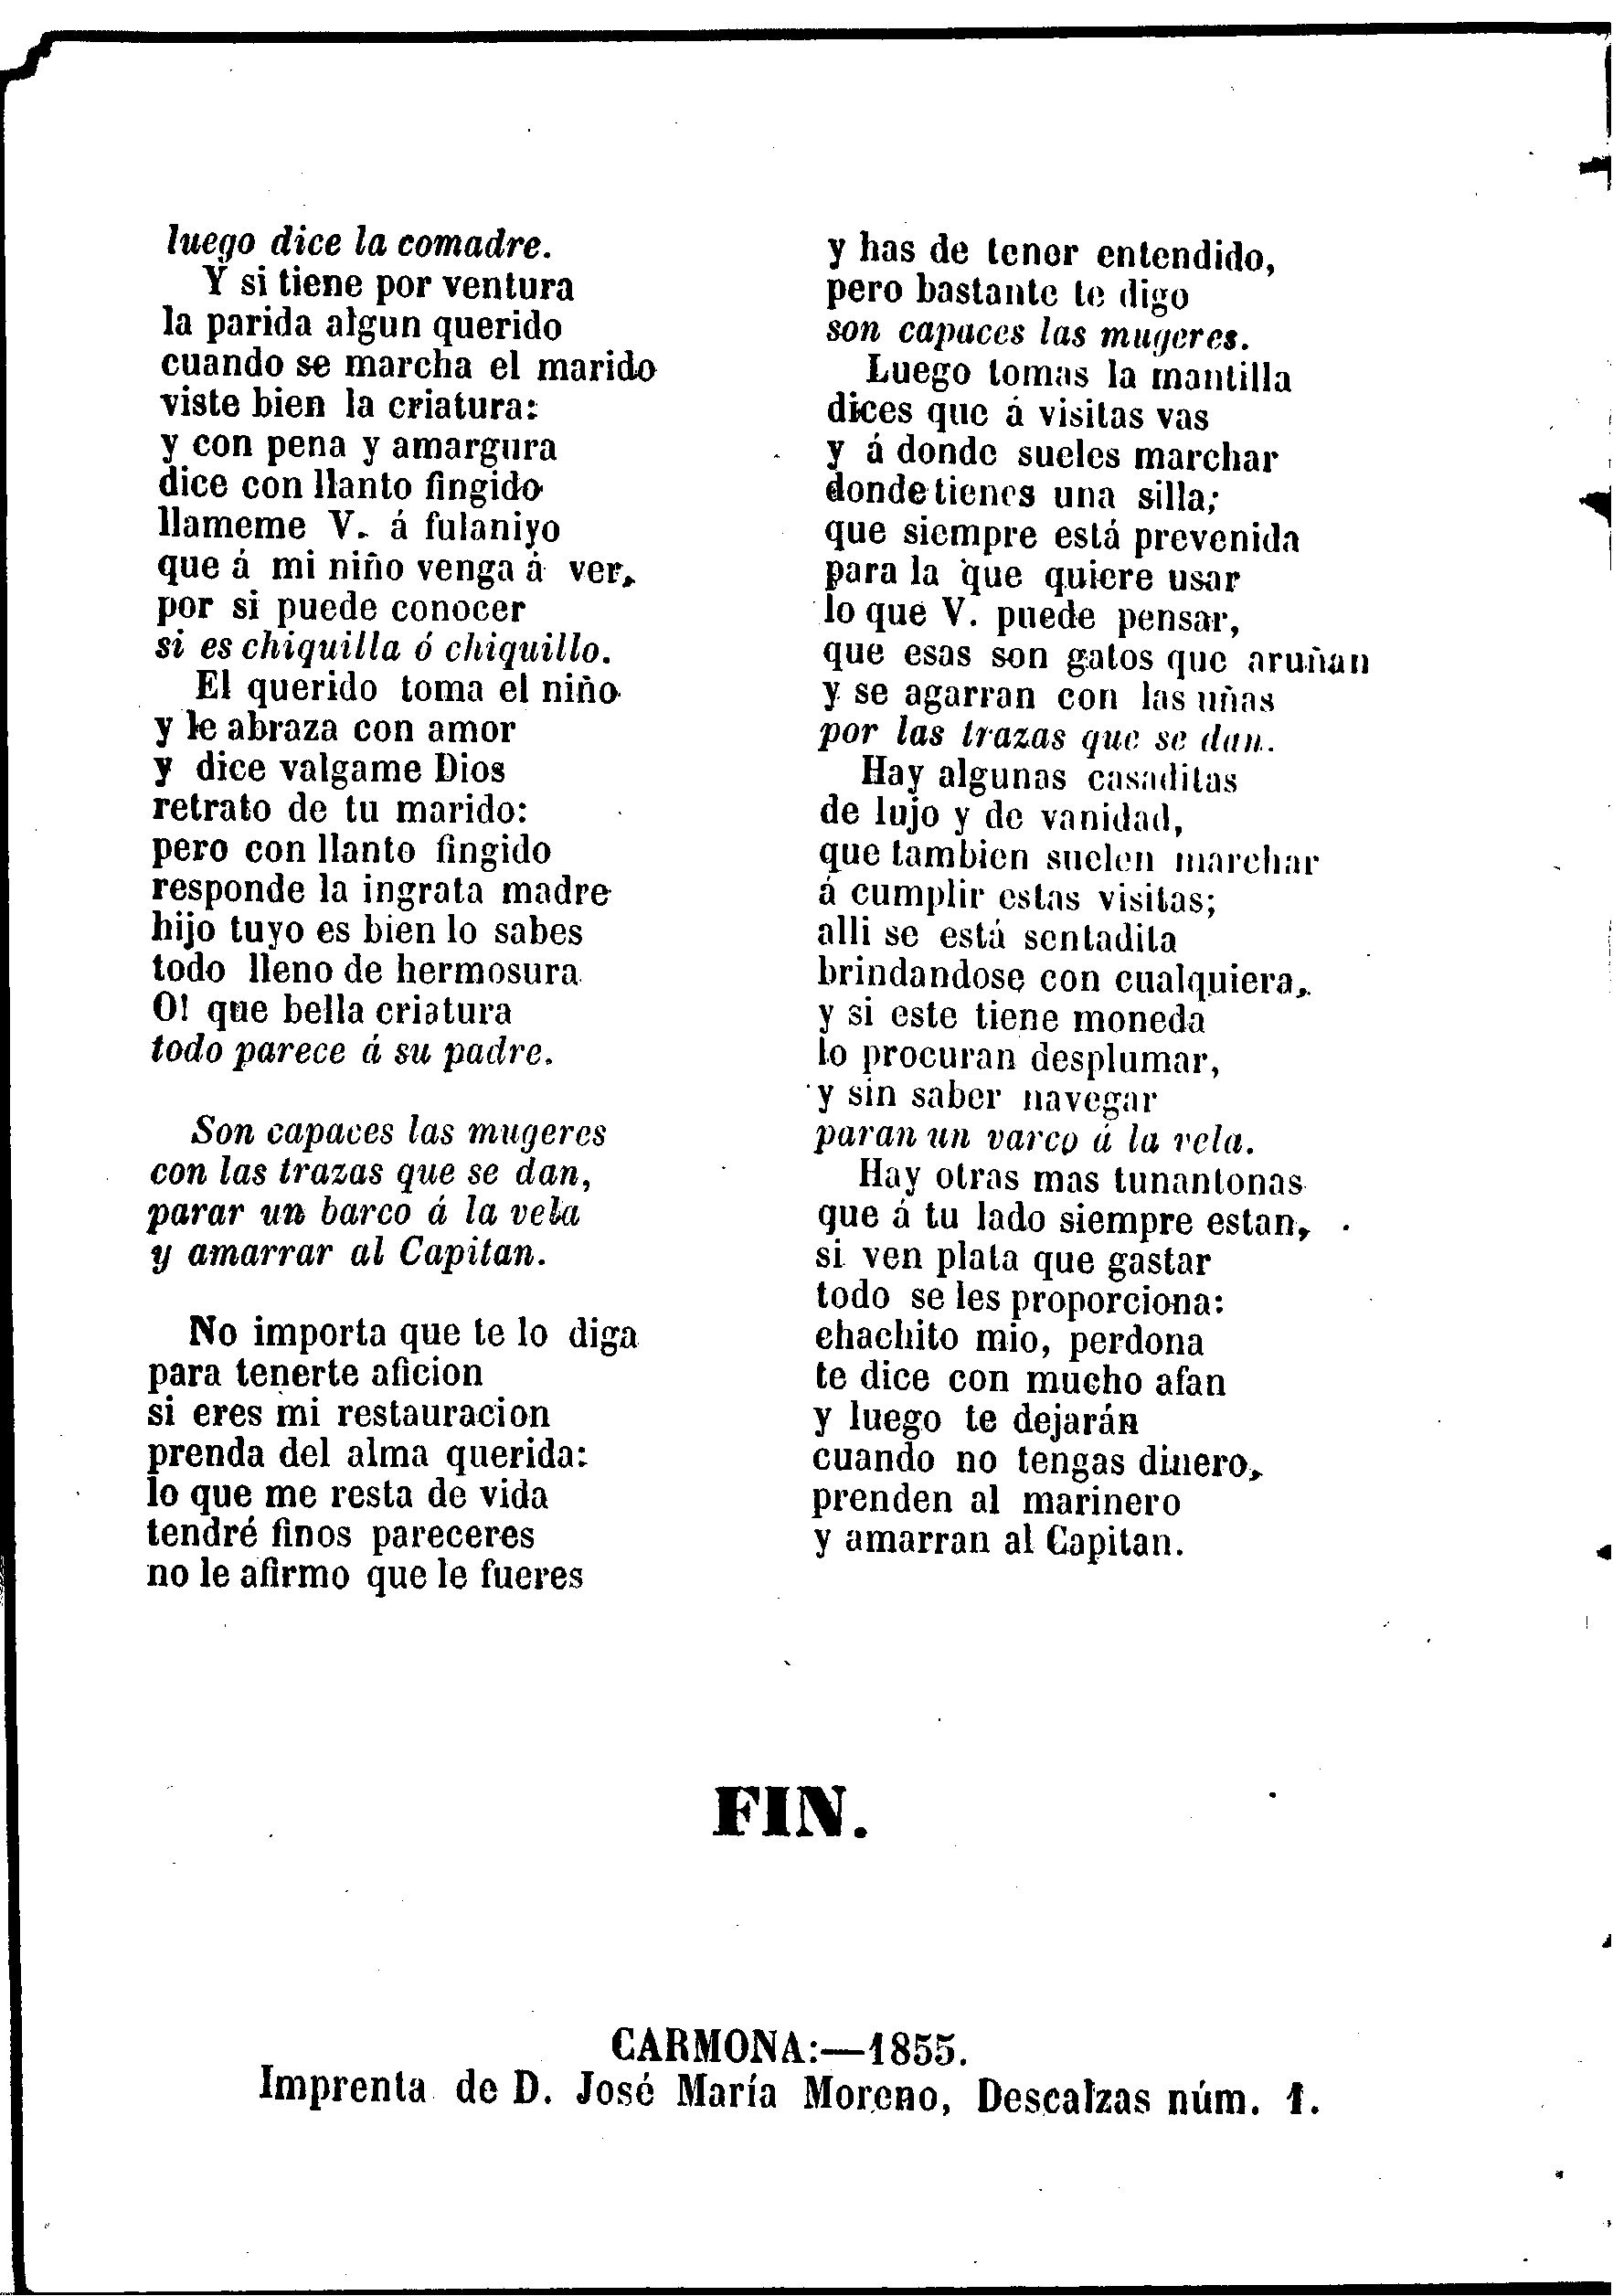 luego dice la comadre.
Y si tiene por ventura
la parida algun querido
cuando se marcha el marido
viste bien la criatura:
y con pena y amargura
dice con llanto fingido
llameme V. á fulaniyo
que á mi niño venga á ver,
por si puede conocer
si es chiquilla ó chiquillo.
El querido toma el niño
y le abraza con amor
y dice valgame Dios
retrato de tu marido:
pero con llanto fingido
responde la ingrata madre
hijo tuyo es bien lo sabes
todo lleno de hermosura
O! que bella criatura
todo parece á su padre.
Son capaces las mugeres
con las trazas que se dan,
parar un barco á la vela
y amarrar al Capitan.
No importa que te lo diga
para tenerte aficion
si eres mi restauracion
prenda del alma querida:
lo que me resta de vida
tendré finos pareceres
no le afirmo que le fueres
y has de tener entendido,
pero bastante te digo
son capaces las mugeres.
Luego tomas la mantilla
dices que á visitas vas
y á donde sueles marchar
donde tienes una silla;
que siempre está prevenida
para la que quiere usar
lo que V. puede pensar,
que esas son gatos que aruñan
y se agarran con las uñas
por las trazas que se dan.
Hay algunas casaditas
de lujo y de vanidad,
que tambien suelen marchar
á cumplir estas visitas;
alli se está sentadita
brindandose con cualquiera,
y si este tiene moneda
lo procuran desplumar,
y sin saber navegar
paran un varco á la vela.
Hay otras mas tunantonas
que á tu lado siempre estan,
si ven plata que gastar
todo se les proporciona:
chachito mio, perdona
te dice con mucho afan
y luego te dejarán
cuando no tengas dinero,
prenden al marinero
y amarran al Capitan.
FIN.
CARMONA:—1855.
Imprenta de D. José María Moreno, Descalzas núm. 1.